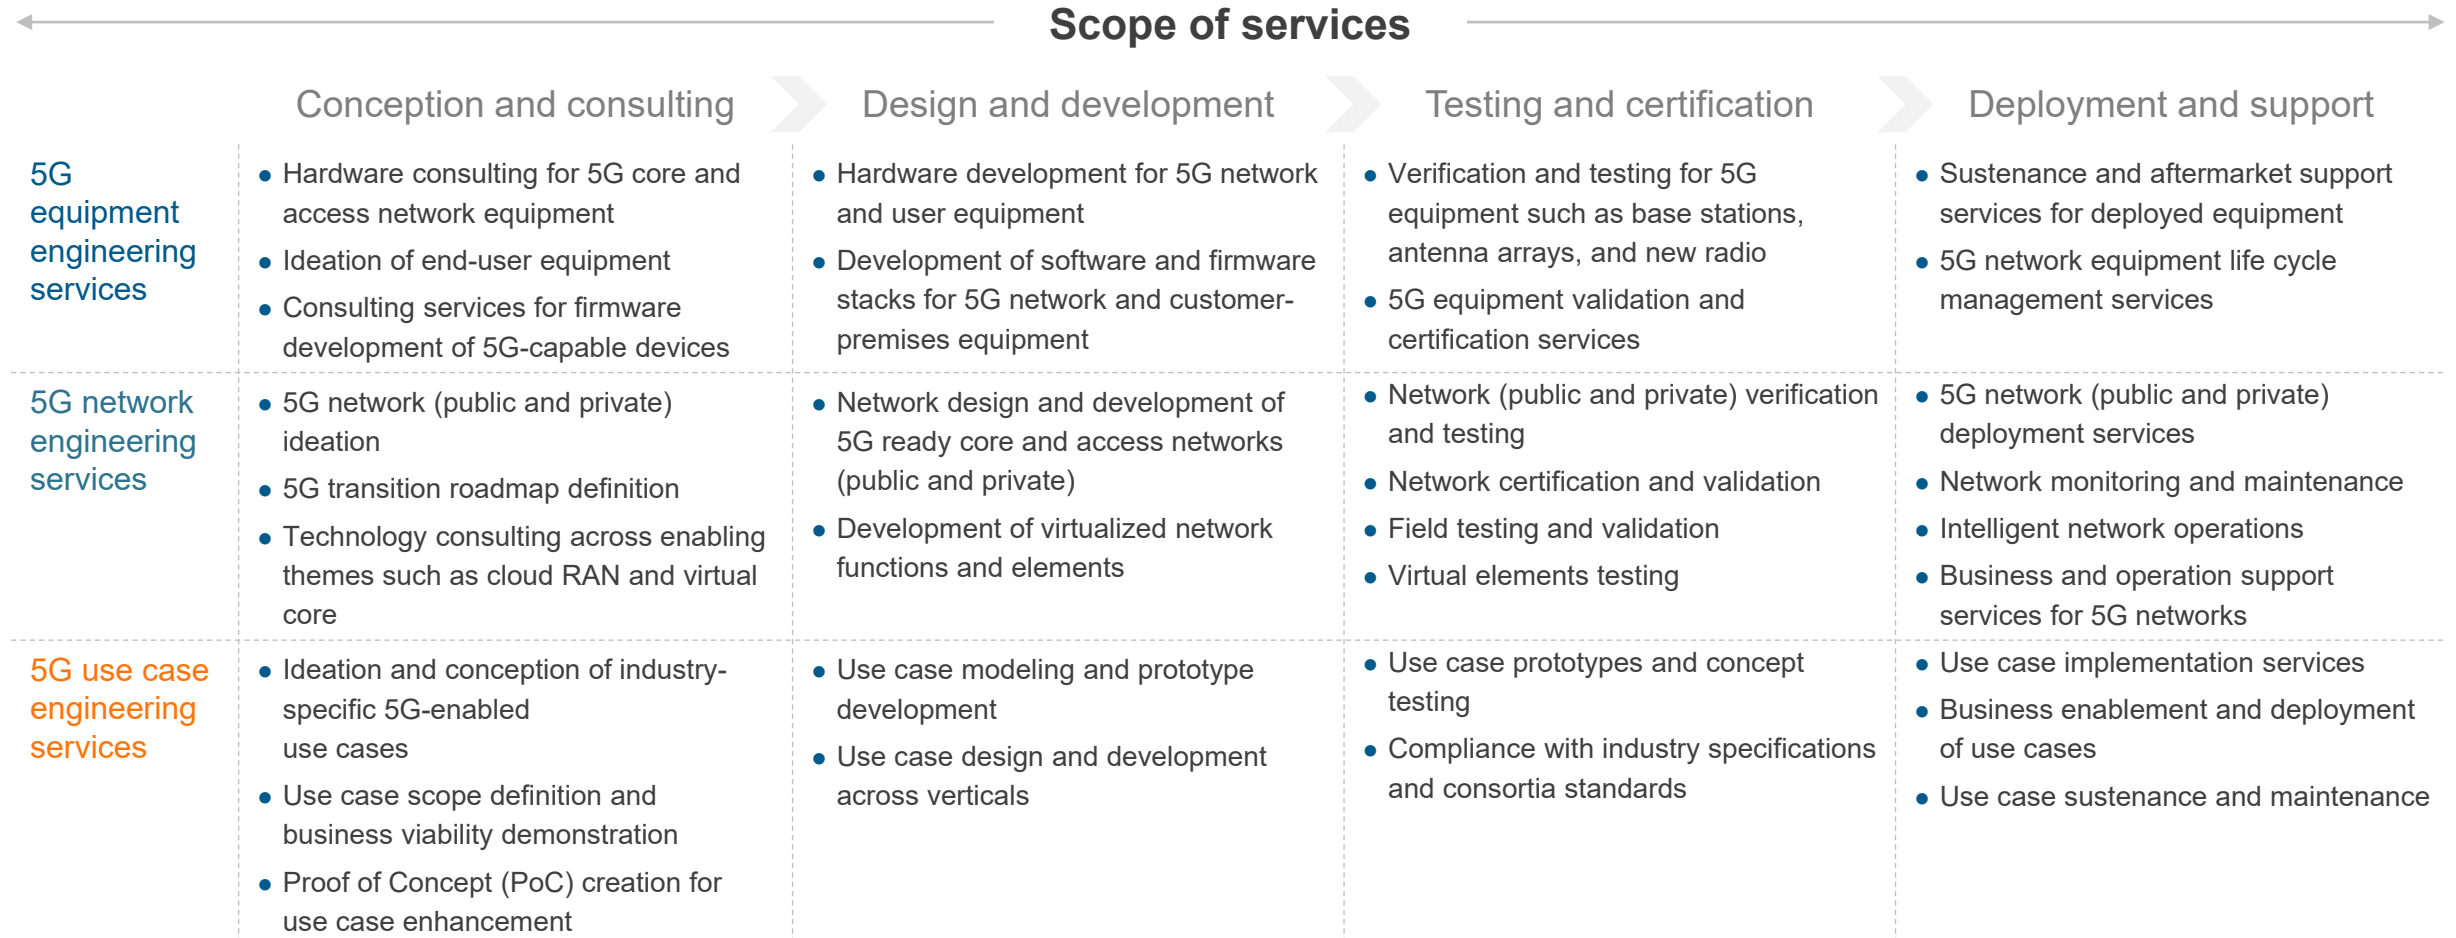 Scope of services
Conception and consulting
Design and development
Testing and certification
Deployment and support
5G
equipment
engineering
services
● Hardware consulting for 5G core and
access network equipment
● Ideation of end-user equipment
● Consulting services for firmware
development of 5G-capable devices
● Hardware development for 5G network
and user equipment
● Development of software and firmware
stacks for 5G network and customer-
premises equipment
● Verification and testing for 5G
equipment such as base stations,
antenna arrays, and new radio
● 5G equipment validation and
certification services
● Sustenance and aftermarket support
services for deployed equipment
● 5G network equipment life cycle
management services
5G network
engineering
services
● 5G network (public and private)
ideation
● 5G transition roadmap definition
● Technology consulting across enabling
themes such as cloud RAN and virtual
core
● Network design and development of
5G ready core and access networks
(public and private)
● Development of virtualized network
functions and elements
● Network (public and private) verification
and testing
● Network certification and validation
● Field testing and validation
● Virtual elements testing
● 5G network (public and private)
deployment services
● Network monitoring and maintenance
● Intelligent network operations
● Business and operation support
services for 5G networks
5G use case
engineering
services
● Ideation and conception of industry-
specific 5G-enabled
use cases
● Use case scope definition and
business viability demonstration
● Proof of Concept (PoC) creation for
use case enhancement
● Use case modeling and prototype
development
● Use case design and development
across verticals
● Use case prototypes and concept
testing
● Compliance with industry specifications
and consortia standards
● Use case implementation services
● Business enablement and deployment
of use cases
● Use case sustenance and maintenance